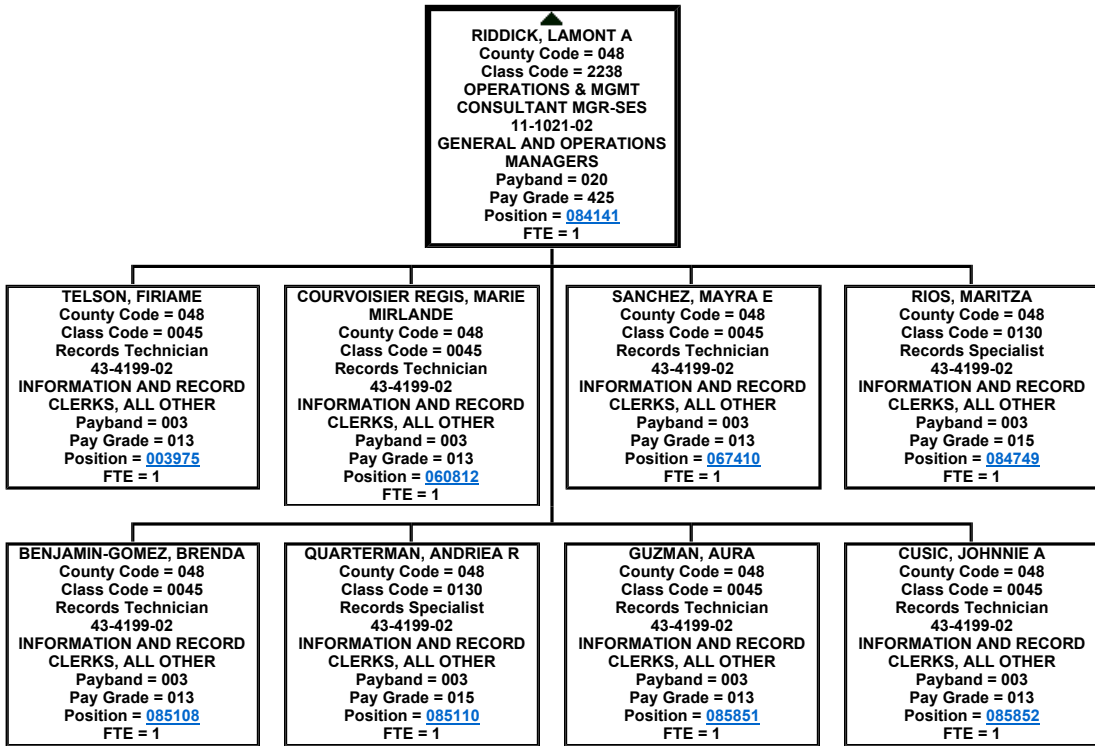 RIDDICK, LAMONT A
County Code = 048
Class Code = 2238
OPERATIONS & MGMT
CONSULTANT MGR-SES
11-1021-02
GENERAL AND OPERATIONS
MANAGERS
Payband = 020
Pay Grade = 425
Position = 084141
FTE = 1
TELSON, FIRIAME
County Code = 048
Class Code = 0045
Records Technician
43-4199-02
INFORMATION AND RECORD
CLERKS, ALL OTHER
Payband = 003
Pay Grade = 013
Position = 003975
FTE = 1
COURVOISIER REGIS, MARIE
MIRLANDE
County Code = 048
Class Code = 0045
Records Technician
43-4199-02
INFORMATION AND RECORD
CLERKS, ALL OTHER
Payband = 003
Pay Grade = 013
Position = 060812
FTE = 1
SANCHEZ, MAYRA E
County Code = 048
Class Code = 0045
Records Technician
43-4199-02
INFORMATION AND RECORD
CLERKS, ALL OTHER
Payband = 003
Pay Grade = 013
Position = 067410
FTE = 1
RIOS, MARITZA
County Code = 048
Class Code = 0130
Records Specialist
43-4199-02
INFORMATION AND RECORD
CLERKS, ALL OTHER
Payband = 003
Pay Grade = 015
Position = 084749
FTE = 1
BENJAMIN-GOMEZ, BRENDA
County Code = 048
Class Code = 0045
Records Technician
43-4199-02
INFORMATION AND RECORD
CLERKS, ALL OTHER
Payband = 003
Pay Grade = 013
Position = 085108
FTE = 1
QUARTERMAN, ANDRIEA R
County Code = 048
Class Code = 0130
Records Specialist
43-4199-02
INFORMATION AND RECORD
CLERKS, ALL OTHER
Payband = 003
Pay Grade = 015
Position = 085110
FTE = 1
GUZMAN, AURA
County Code = 048
Class Code = 0045
Records Technician
43-4199-02
INFORMATION AND RECORD
CLERKS, ALL OTHER
Payband = 003
Pay Grade = 013
Position = 085851
FTE = 1
CUSIC, JOHNNIE A
County Code = 048
Class Code = 0045
Records Technician
43-4199-02
INFORMATION AND RECORD
CLERKS, ALL OTHER
Payband = 003
Pay Grade = 013
Position = 085852
FTE = 1